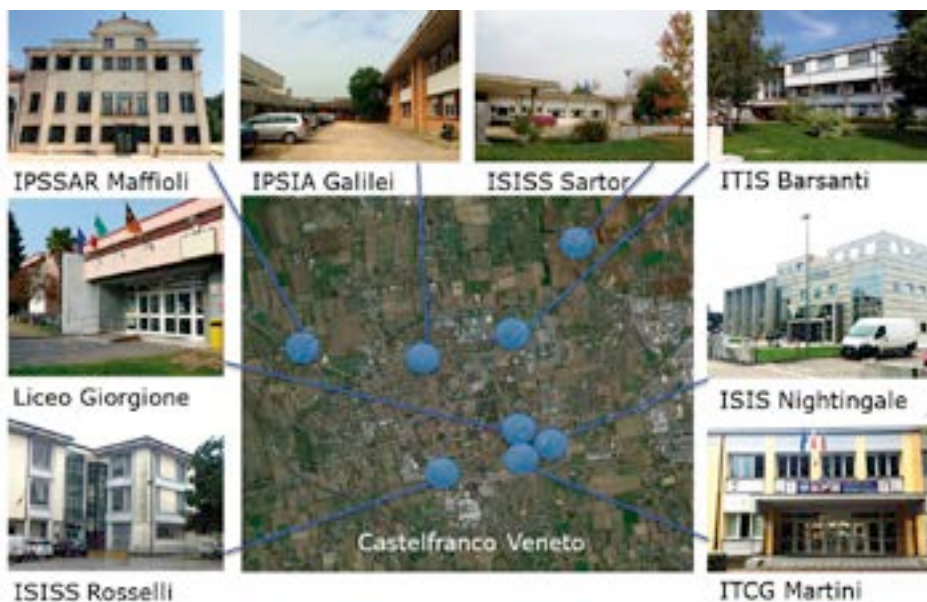 IPSSAR Maffioli
IPSIA Galilei
ISISS Sartor
ITIS Barsanti
Liceo Giorgione
ISIS Nightingale
Castelfranco Veneto
ISISS Rosselli
ITCG Martini